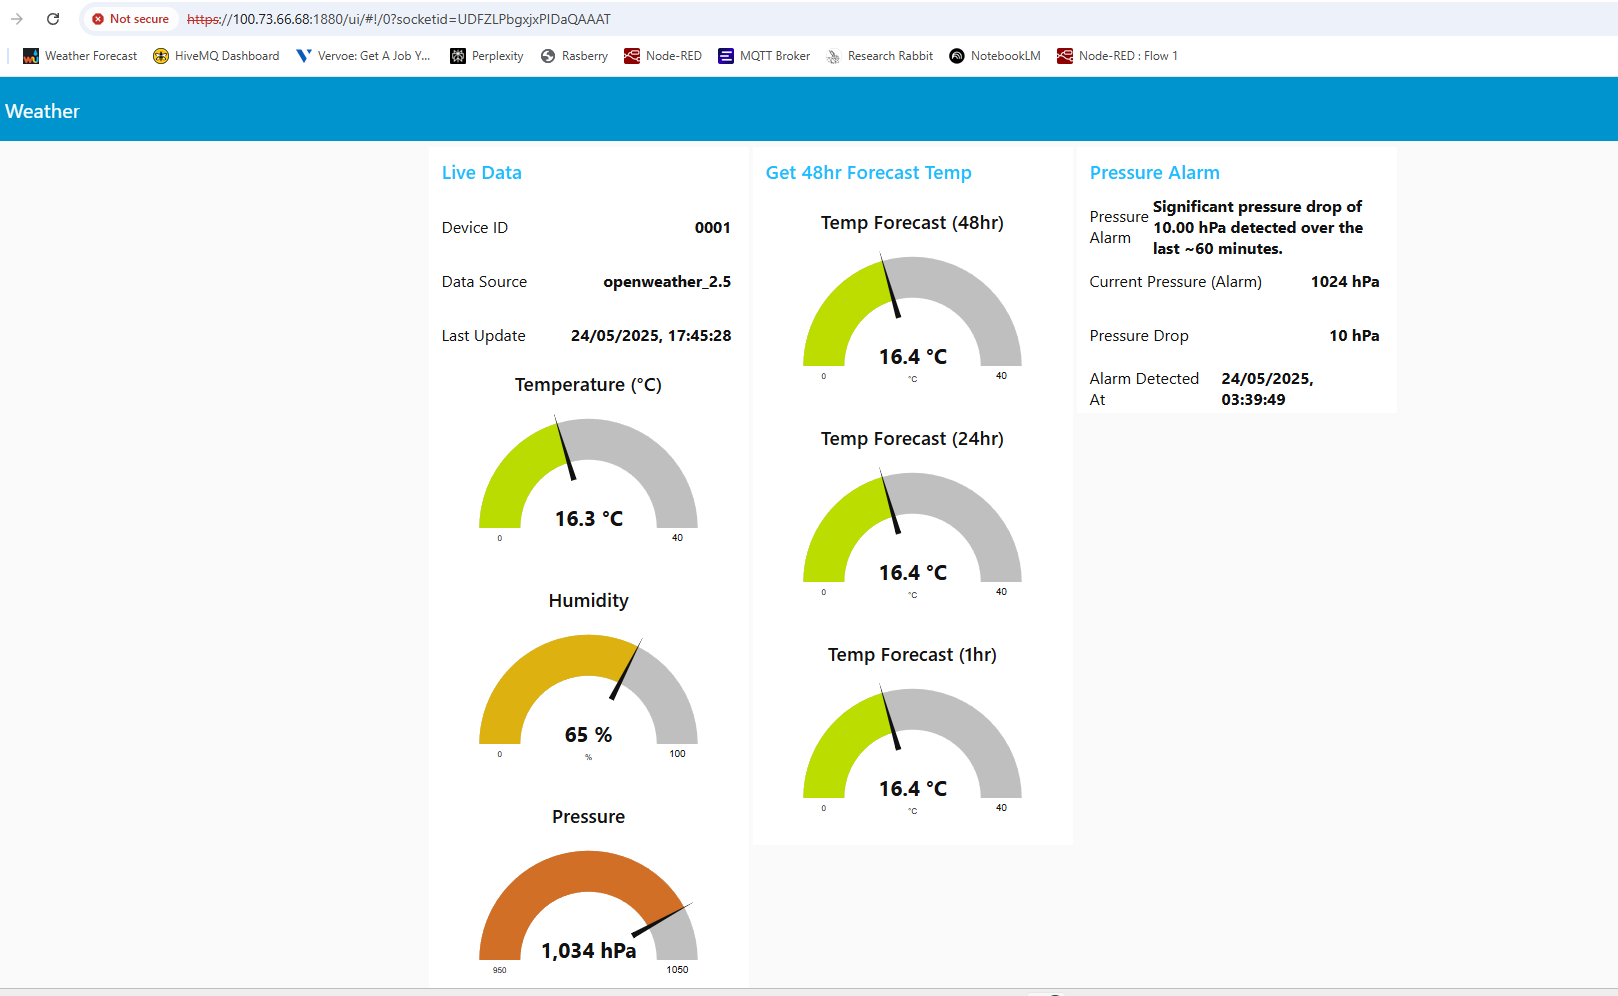 Not secure
https://100.73.66.68:1880/ui/#!/0?socketid=UDFZLPbgxjxPIDaQAAAT
Weather Forecast
HiveMQ Dashboard
Vervoe: Get A Job Y...
Perplexity
Rasberry
Node-RED
MQTT Broker
Research Rabbit
NotebookLM
Node-RED : Flow 1
Weather
Live Data
Device ID 0001
Data Source openweather_2.5
Last Update 24/05/2025, 17:45:28
Temperature (°C)
16.3 °C
0 40
Humidity
65 %
0 % 100
Pressure
1,034 hPa
950 1050
Get 48hr Forecast Temp
Temp Forecast (48hr)
16.4 °C
0 °C 40
Temp Forecast (24hr)
16.4 °C
0 °C 40
Temp Forecast (1hr)
16.4 °C
0 °C 40
Pressure Alarm
Pressure Alarm
Significant pressure drop of
10.00 hPa detected over the
last ~60 minutes.
Current Pressure (Alarm) 1024 hPa
Pressure Drop 10 hPa
Alarm Detected At
24/05/2025,
03:39:49